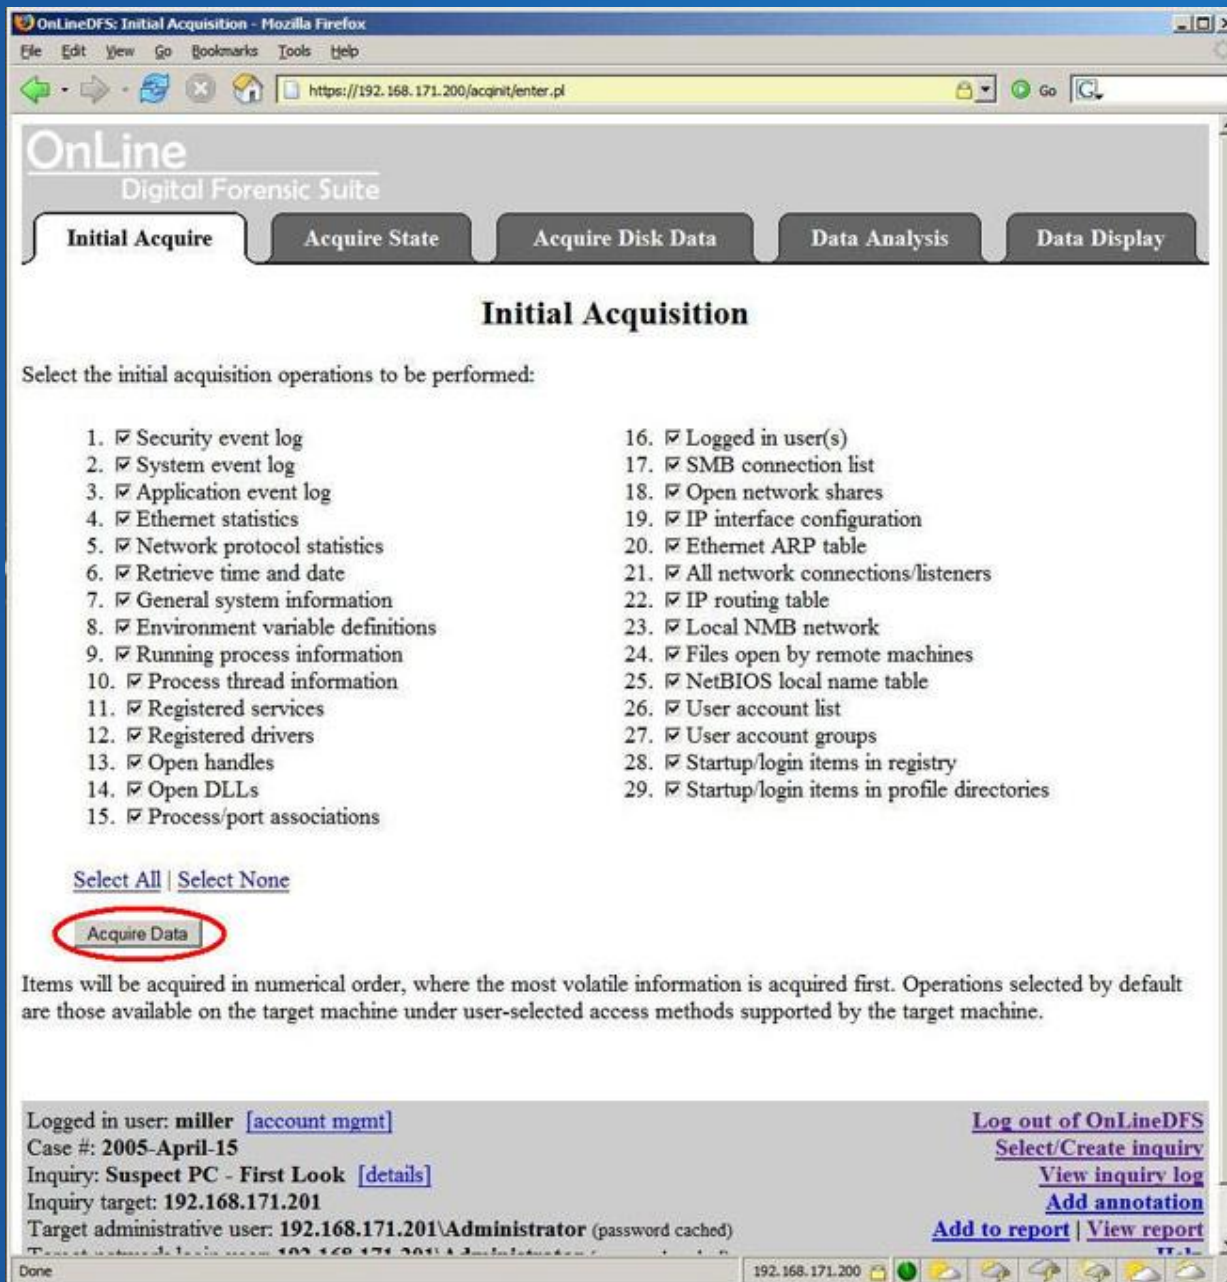 OnLineDFS: Initial Acquisition - Mozilla Firefox
File Edit View Go Bookmarks Tools Help
https://192.168.171.200/acqinit/enter.pl
Go
G
OnLine
Digital Forensic Suite
Initial Acquire
Acquire State
Acquire Disk Data
Data Analysis
Data Display
Initial Acquisition
Select the initial acquisition operations to be performed:
1. Security event log
2. System event log
3. Application event log
4. Ethernet statistics
5. Network protocol statistics
6. Retrieve time and date
7. General system information
8. Environment variable definitions
9. Running process information
10. Process thread information
11. Registered services
12. Registered drivers
13. Open handles
14. Open DLLs
15. Process/port associations
16. Logged in user(s)
17. SMB connection list
18. Open network shares
19. IP interface configuration
20. Ethernet ARP table
21. All network connections/listeners
22. IP routing table
23. Local NMB network
24. Files open by remote machines
25. NetBIOS local name table
26. User account list
27. User account groups
28. Startup/login items in registry
29. Startup/login items in profile directories
Select All | Select None
Acquire Data
Items will be acquired in numerical order, where the most volatile information is acquired first. Operations selected by default
are those available on the target machine under user-selected access methods supported by the target machine.
Logged in user: miller [account mgmt]
Case #: 2005-April-15
Inquiry: Suspect PC - First Look [details]
Inquiry target: 192.168.171.201
Target administrative user: 192.168.171.201\Administrator (password cached)
Log out of OnLineDFS
Select/Create inquiry
View inquiry log
Add annotation
Add to report | View report
Done
192.168.171.200